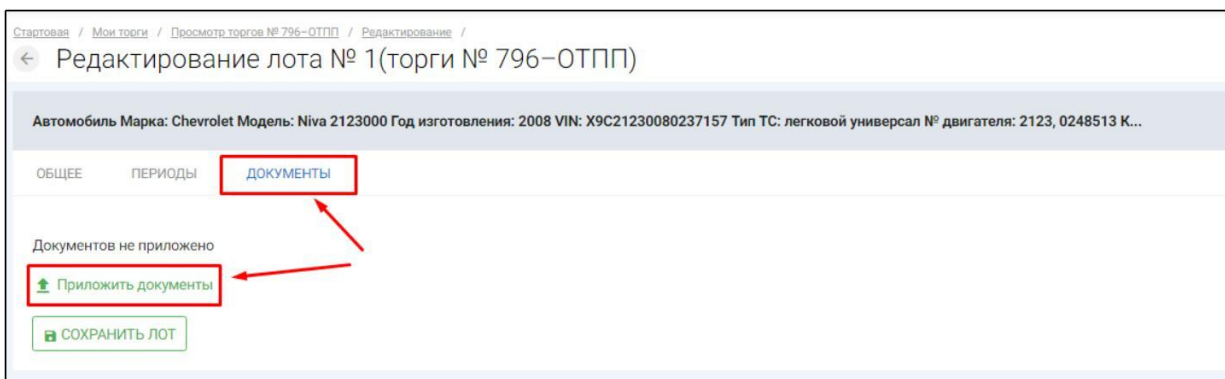 Стартовая / Мои торги / Просмотр торгов № 796-ОТПП / Редактирование /
← Редактирование лота № 1(торги № 796-ОТПП)
Автомобиль Марка: Chevrolet Модель: Niva 2123000 Год изготовления: 2008 VIN: X9C21230080237157 Тип ТС: легковой универсал № двигателя: 2123, 0248513 К...
ОБЩЕЕ ПЕРИОДЫ ДОКУМЕНТЫ
Документов не приложено
Приложить документы
СОХРАНИТЬ ЛОТ